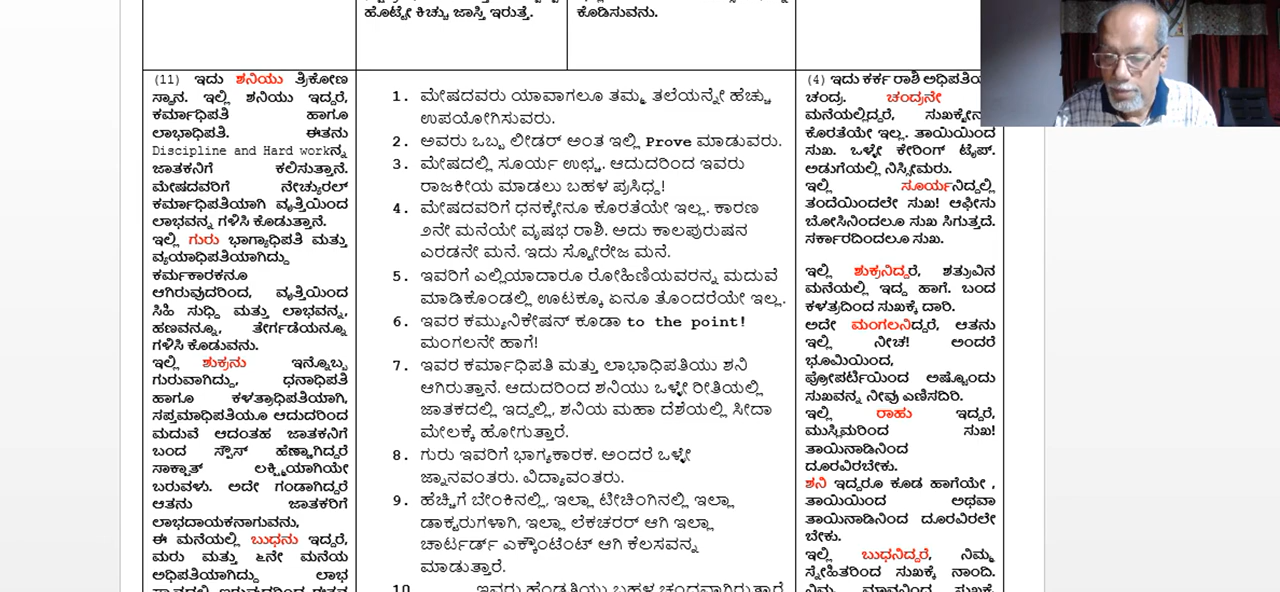 ಹೊಟ್ಟೇ ಕಿಚ್ಚು ಜಾಸ್ತಿ ಇರುತ್ತೆ.
ಕೊಡಿಸುವನು.
(11) ಇದು ಶನಿಯು ತ್ರಿಕೋಣ
ಸ್ಥಾನ. ಇಲ್ಲಿ ಶನಿಯು ಇದ್ದರೆ,
ಕರ್ಮಾಧಿಪತಿ ಹಾಗೂ
ಲಾಭಾಧಿಪತಿ. ಈತನು
Discipline and Hard workನ್ನ
ಜಾತಕನಿಗೆ ಕಲಿಸುತ್ತಾನೆ.
ಮೇಷದವರಿಗೆ ನೇಚ್ಯುರಲ್
ಕರ್ಮಾಧಿಪತಿಯಾಗಿ ವೃತ್ತಿಯಿಂದ
ಲಾಭವನ್ನು ಗಳಿಸಿ ಕೊಡುತ್ತಾನೆ.
ಇಲ್ಲಿ ಗುರು ಭಾಗ್ಯಾಧಿಪತಿ ಮತ್ತು
ವ್ಯಯಾಧಿಪತಿಯಾಗಿದ್ದು
ಕರ್ಮಕಾರಕನೂ
ಆಗಿರುವುದರಿಂದ, ವೃತ್ತಿಯಿಂದ
ಸಿಹಿ ಸುದ್ಧಿ ಮತ್ತು ಲಾಭವನ್ನು,
ಹಣವನ್ನೂ, ತೇರ್ಗಡೆಯನ್ನೂ
ಗಳಿಸಿ ಕೊಡುವನು.
ಇಲ್ಲಿ ಶುಕ್ರನು ಇನ್ನೊಬ್ಬ
ಗುರುವಾಗಿದ್ದು, ಧನಾಧಿಪತಿ
ಹಾಗೂ ಕಳತ್ರಾಧಿಪತಿಯಾಗಿ,
ಸಪ್ತಮಾಧಿಪತಿಯೂ ಆದುದರಿಂದ
ಮದುವೆ ಆದಂತಹ ಜಾತಕನಿಗೆ
ಬಂದ ಸ್ಪೌಸ್ ಹೆಣ್ಣಾಗಿದ್ದರೆ
ಸಾಕ್ಷಾತ್ ಲಕ್ಷ್ಮಿಯಾಗಿಯೇ
ಬರುವಳು. ಅದೇ ಗಂಡಾಗಿದ್ದರೆ
ಆತನು ಜಾತಕರಿಗೆ
ಲಾಭದಾಯಕನಾಗುವನು,
ಈ ಮನೆಯಲ್ಲಿ ಬುಧನು ಇದ್ದರೆ,
ಮರು ಮತ್ತು ೬ನೇ ಮನೆಯ
ಅಧಿಪತಿಯಾಗಿದ್ದು ಲಾಭ
1. ಮೇಷದವರು ಯಾವಾಗಲೂ ತಮ್ಮ ತಲೆಯನ್ನೇ ಹೆಚ್ಚು
ಉಪಯೋಗಿಸುವರು.
2. ಅವರು ಒಬ್ಬ ಲೀಡರ್ ಅಂತ ಇಲ್ಲಿ Prove ಮಾಡುವರು.
3. ಮೇಷದಲ್ಲಿ ಸೂರ್ಯ ಉಚ್ಛ. ಆದುದರಿಂದ ಇವರು
ರಾಜಕೀಯ ಮಾಡಲು ಬಹಳ ಪ್ರಸಿಧ್ಧ!
4. ಮೇಷದವರಿಗೆ ಧನಕ್ಕೇನೂ ಕೊರತೆಯೇ ಇಲ್ಲ. ಕಾರಣ
೨ನೇ ಮನೆಯೇ ವೃಷಭ ರಾಶಿ. ಅದು ಕಾಲಪುರುಷನ
ಎರಡನೇ ಮನೆ. ಇದು ಸ್ಟೋರೇಜ ಮನೆ.
5. ಇವರಿಗೆ ಎಲ್ಲಿಯಾದಾರೂ ರೋಹಿಣಿಯವರನ್ನು ಮದುವೆ
ಮಾಡಿಕೊಂಡಲ್ಲಿ ಊಟಕ್ಕೂ ಏನೂ ತೊಂದರೆಯೇ ಇಲ್ಲ.
6. ಇವರ ಕಮ್ಯುನಿಕೇಷನ್ ಕೂಡಾ to the point!
ಮಂಗಲನೇ ಹಾಗೆ!
7. ಇವರ ಕರ್ಮಾಧಿಪತಿ ಮತ್ತು ಲಾಭಾಧಿಪತಿಯು ಶನಿ
ಆಗಿರುತ್ತಾನೆ. ಆದುದರಿಂದ ಶನಿಯು ಒಳ್ಳೇ ರೀತಿಯಲ್ಲಿ
ಜಾತಕದಲ್ಲಿ ಇದ್ದಲ್ಲಿ, ಶನಿಯ ಮಹಾ ದೆಶೆಯಲ್ಲಿ ಸೀದಾ
ಮೇಲಕ್ಕೆ ಹೋಗುತ್ತಾರೆ.
8. ಗುರು ಇವರಿಗೆ ಭಾಗ್ಯಕಾರಕ. ಅಂದರೆ ಒಳ್ಳೇ
ಜ್ನಾನವಂತರು. ವಿದ್ಯಾವಂತರು.
9. ಹೆಚ್ಚಿಗೆ ಬೇಂಕಿನಲ್ಲಿ, ಇಲ್ಲಾ ಟೀಚಿಂಗಿನಲ್ಲಿ ಇಲ್ಲಾ
ಡಾಕ್ಟರುಗಳಾಗಿ, ಇಲ್ಲಾ ಲೆಕಚರರ್ ಆಗಿ ಇಲ್ಲಾ
ಚಾರ್ಟರ್ಡ್ ಎಕ್ಕೌಂಟೆಂಟ್ ಆಗಿ ಕೆಲಸವನ್ನು
ಮಾಡುತ್ತಾರೆ.
10. ಇವರು ಹೆಂಡತಿಯು ಬಹಳ ಚಂದವಾಗಿರುತ್ತಾರೆ
(4) ಇದು ಕರ್ಕ ರಾಶಿ ಅಧಿಪತಿ
ಚಂದ್ರ. ಚಂದ್ರನೇ
ಮನೆಯಲ್ಲಿದ್ದರೆ,
ಕೊರತೆಯೇ ಇಲ್ಲ. ತಾಯಿಯಿಂದ
ಸುಖ. ಒಳ್ಳೇ ಕೇರಿಂಗ್ ಟೈಪ್.
ಅಡುಗೆಯಲ್ಲಿ ನಿಸ್ಸೀಮರು.
ಇಲ್ಲಿ ಸೂರ್ಯನಿದ್ದಲ್ಲಿ
ತಂದೆಯಿಂದಲೇ ಸುಖ! ಆಫೀಸು
ಬೋಸಿನಿಂದಲೂ ಸುಖ ಸಿಗುತ್ತದೆ.
ಸರ್ಕಾರದಿಂದಲೂ ಸುಖ.
ಇಲ್ಲಿ ಶುಕ್ರನಿದ್ದರೆ, ಶತ್ರುವಿನ
ಮನೆಯಲ್ಲಿ ಇದ್ದ ಹಾಗೆ. ಬಂದ
ಕಳತ್ರದಿಂದ ಸುಖಕ್ಕೆ ದಾರಿ.
ಅದೇ ಮಂಗಲನಿದ್ದರೆ, ಆತನು
ಇಲ್ಲಿ ನೀಚ! ಅಂದರೆ
ಭೂಮಿಯಿಂದ,
ಪ್ರೋಪರ್ಟಿಯಿಂದ ಅಷ್ಟೊಂದು
ಸುಖವನ್ನು ನೀವು ಎಣಿಸದಿರಿ.
ಇಲ್ಲಿ ರಾಹು ಇದ್ದರೆ,
ಮುಸ್ಲಿಮರಿಂದ ಸುಖ!
ತಾಯಿನಾಡಿನಿಂದ
ದೂರವಿರಬೇಕು.
ಶನಿ ಇದ್ದರೂ ಕೂಡ ಹಾಗೆಯೇ ,
ತಾಯಿಯಿಂದ ಅಥವಾ
ತಾಯಿನಾಡಿನಿಂದ ದೂರವಿರಲೇ
ಬೇಕು.
ಇಲ್ಲಿ ಬುಧನಿದ್ದರೆ, ನಿಮ್ಮ
ಸ್ನೇಹಿತರಿಂದ ಸುಖಕ್ಕೆ ನಾಂದಿ.